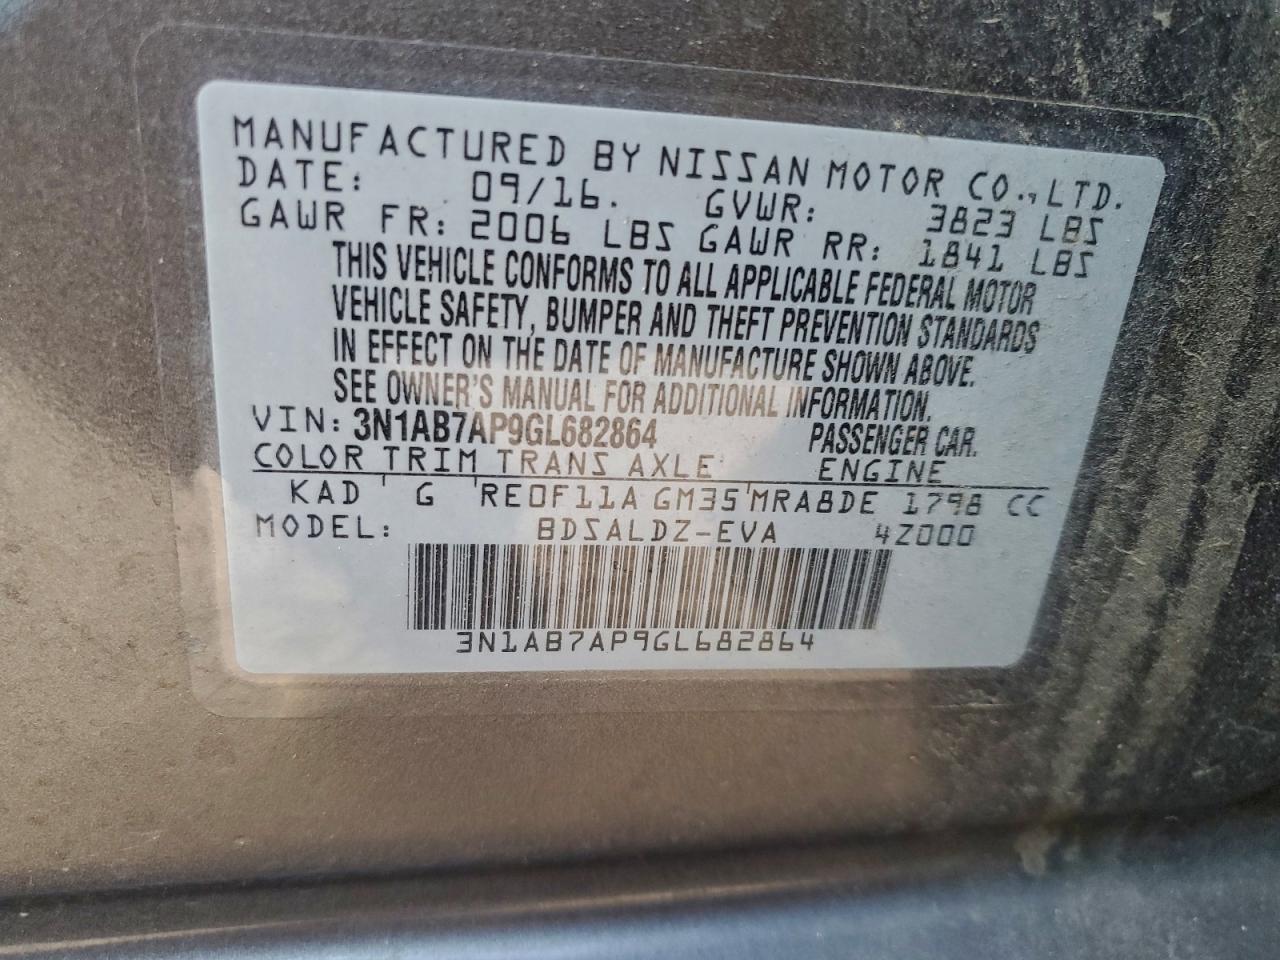 MANUFACTURED BY NISSAN MOTOR CO., LTD.
DATE: 09/16. GVWR: 3823 LBS
GAWR FR: 2006 LBS GAWR RR: 1841 LBS
THIS VEHICLE CONFORMS TO ALL APPLICABLE FEDERAL MOTOR
VEHICLE SAFETY, BUMPER AND THEFT PREVENTION STANDARDS
IN EFFECT ON THE DATE OF MANUFACTURE SHOWN ABOVE.
SEE OWNER'S MANUAL FOR ADDITIONAL INFORMATION.
VIN: 3N1AB7AP9GL682864 PASSENGER CAR.
COLOR TRIM TRANS AXLE ENGINE
KAD G RE0F11A GM35 MRA8DE 1798 CC
MODEL: BDSALDZ-EVA 4Z000
3N1AB7AP9GL682864